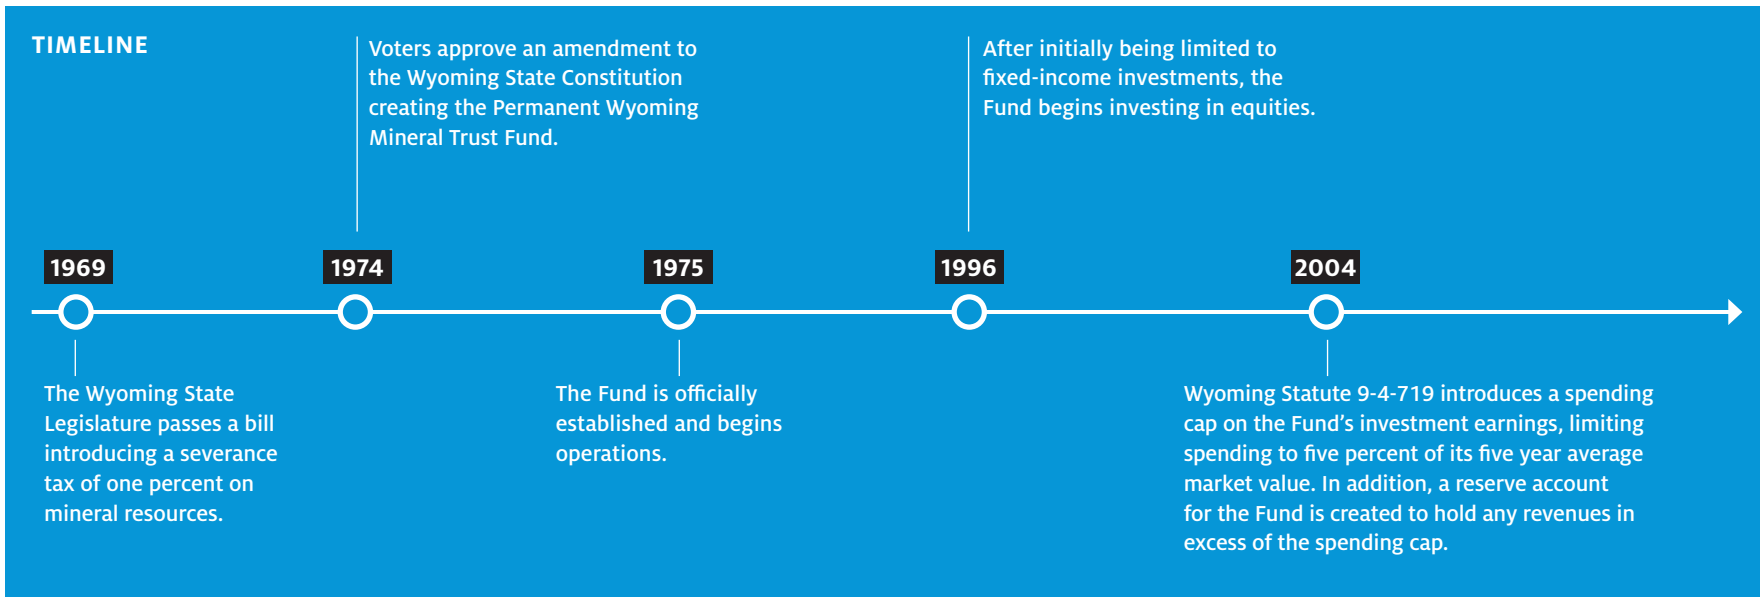 TIMELINE
Voters approve an amendment to
the Wyoming State Constitution
creating the Permanent Wyoming
Mineral Trust Fund.
After initially being limited to
fixed-income investments, the
Fund begins investing in equities.
1969
1974
1975
1996
2004
The Wyoming State
Legislature passes a bill
introducing a severance
tax of one percent on
mineral resources.
The Fund is officially
established and begins
operations.
Wyoming Statute 9-4-719 introduces a spending
cap on the Fund’s investment earnings, limiting
spending to five percent of its five year average
market value. In addition, a reserve account
for the Fund is created to hold any revenues in
excess of the spending cap.